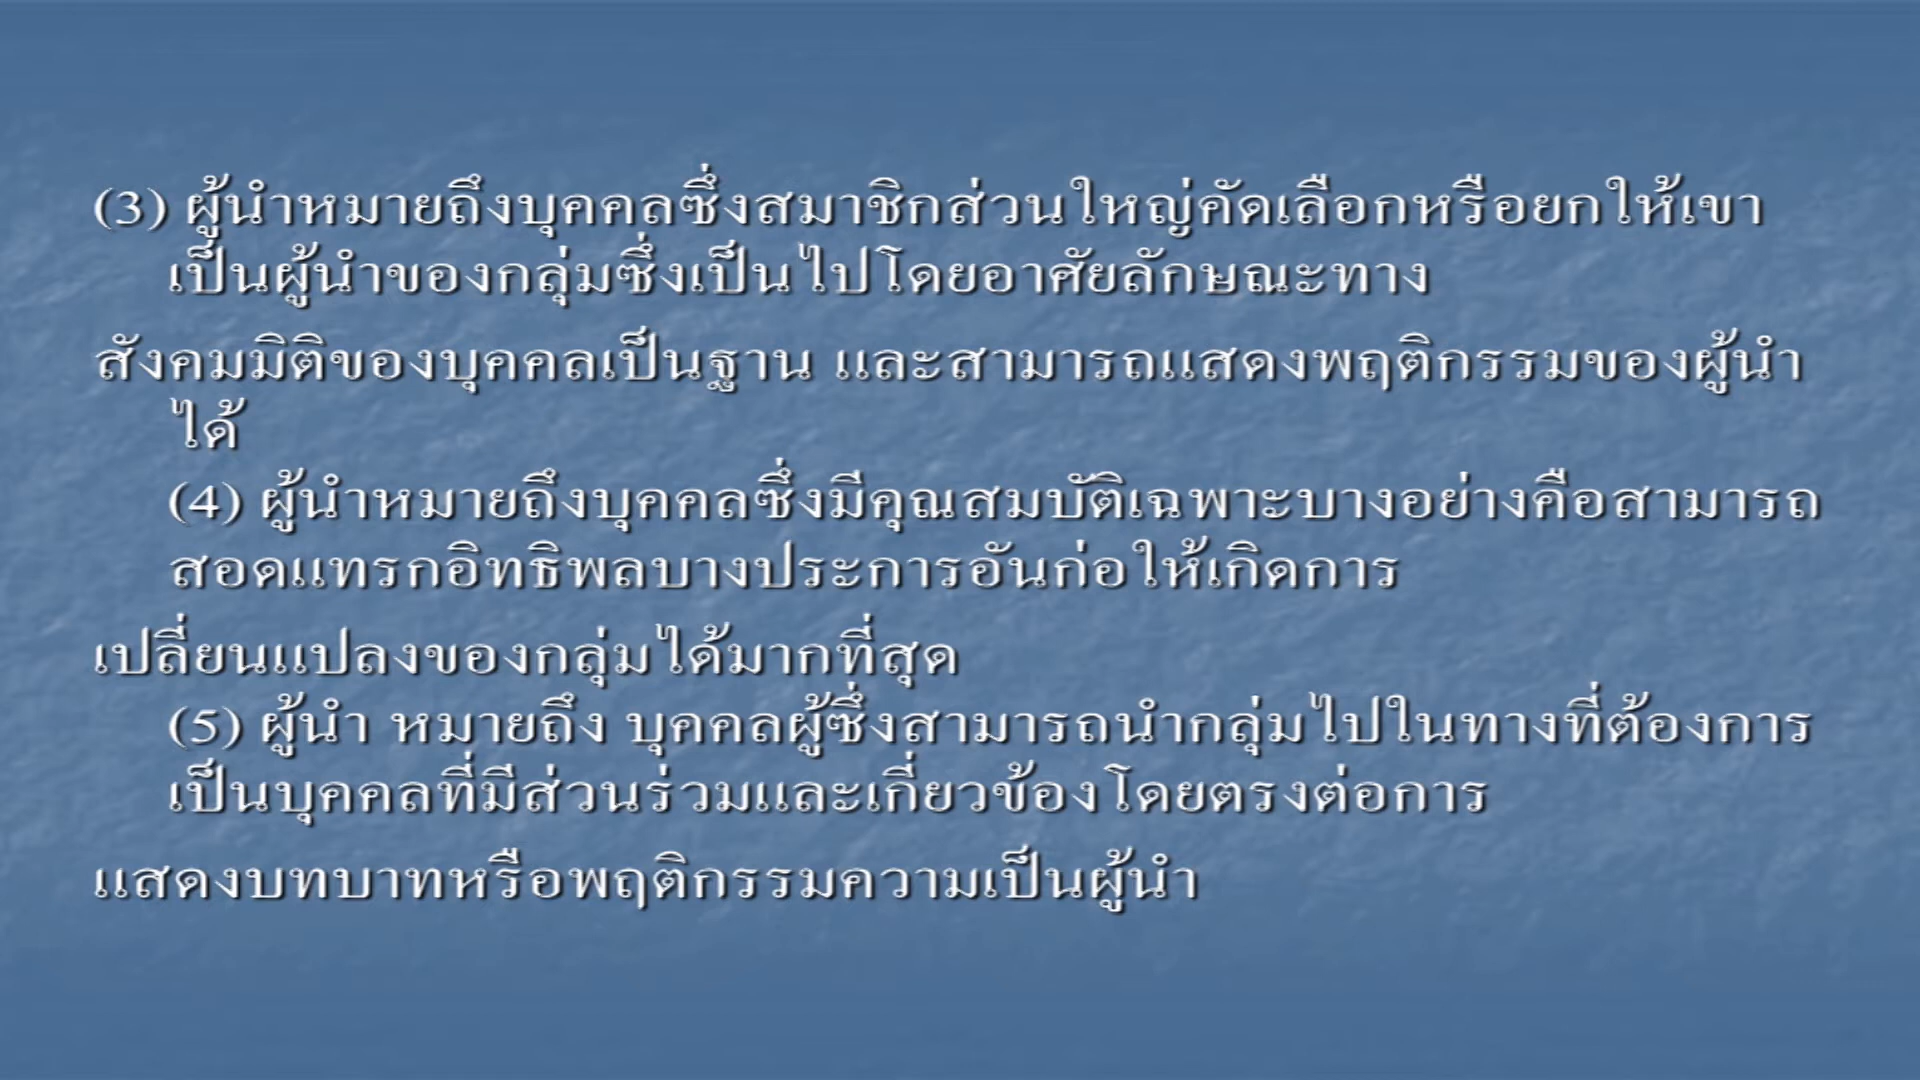 (3) ผู้นำหมายถึงบุคคลซึ่งสมาชิกส่วนใหญ่คัดเลือกหรือยกให้เขา
เป็นผู้นำของกลุ่มซึ่งเป็นไปโดยอาศัยลักษณะทาง
สังคมมิติของบุคคลเป็นฐาน และสามารถแสดงพฤติกรรมของผู้นำ
ได้
(4) ผู้นำหมายถึงบุคคลซึ่งมีคุณสมบัติเฉพาะบางอย่างคือสามารถ
สอดแทรกอิทธิพลบางประการอันก่อให้เกิดการ
เปลี่ยนแปลงของกลุ่มได้มากที่สุด
(5) ผู้นำ หมายถึง บุคคลผู้ซึ่งสามารถนำกลุ่มไปในทางที่ต้องการ
เป็นบุคคลที่มีส่วนร่วมและเกี่ยวข้องโดยตรงต่อการ
แสดงบทบาทหรือพฤติกรรมความเป็นผู้นำ